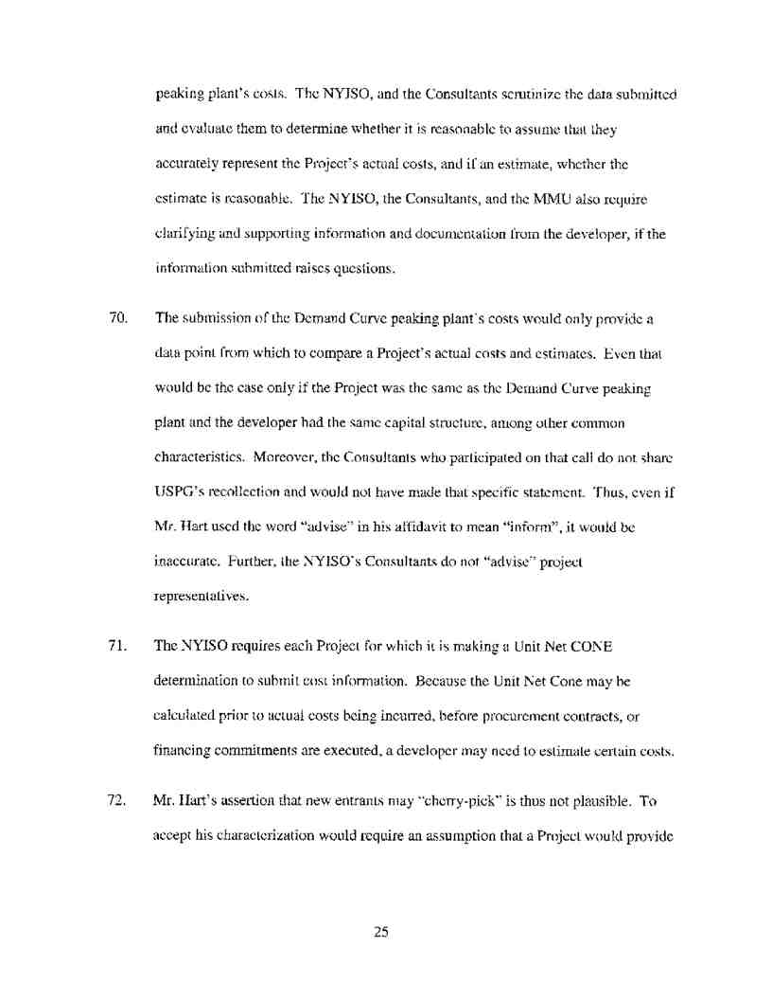 peaking plant's costs. The NYISO, and the Consultants scrutinize the data submitted
and evaluate them to determine whether it is reasonable to assume that they
accurately represent the Project's actual costs, and if an estimate, whether the
estimate is reasonable. The NYISO, the Consultants, and the MMU also require
clarifying and supporting information and documentation from the developer, if the
information submitted raises questions.
70. The submission of the Demand Curve peaking plant's costs would only provide a
data point from which to compare a Project's actual costs and estimates. Even that
would be the case only if the Project was the same as the Demand Curve peaking
plant and the developer had the same capital structure, among other common
characteristics. Moreover, the Consultants who participated on that call do not share
USPG's recollection and would not have made that specific statement. Thus, even if
Mr. Hart used the word "advise" in his affidavit to mean "inform", it would be
inaccurate. Further, the NYISO's Consultants do not "advise" project
representatives.
71. The NYISO requires each Project for which it is making a Unit Net CONE
determination to submit cost information. Because the Unit Net Cone may be
calculated prior to actual costs being incurred, before procurement contracts, or
financing commitments are executed, a developer may need to estimate certain costs.
72. Mr. Hart's assertion that new entrants may "cherry-pick" is thus not plausible. To
accept his characterization would require an assumption that a Project would provide
25